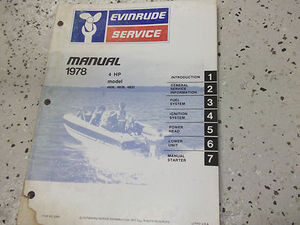 EVINRUDE
SERVICE
MANUAL
1978
4 HP
model
INTRODUCTION 1
GENERAL
SERVICE
INFORMATION 2
FUEL
SYSTEM 3
IGNITION
SYSTEM 4
POWER
HEAD 5
LOWER
UNIT 6
MANUAL
STARTER 7